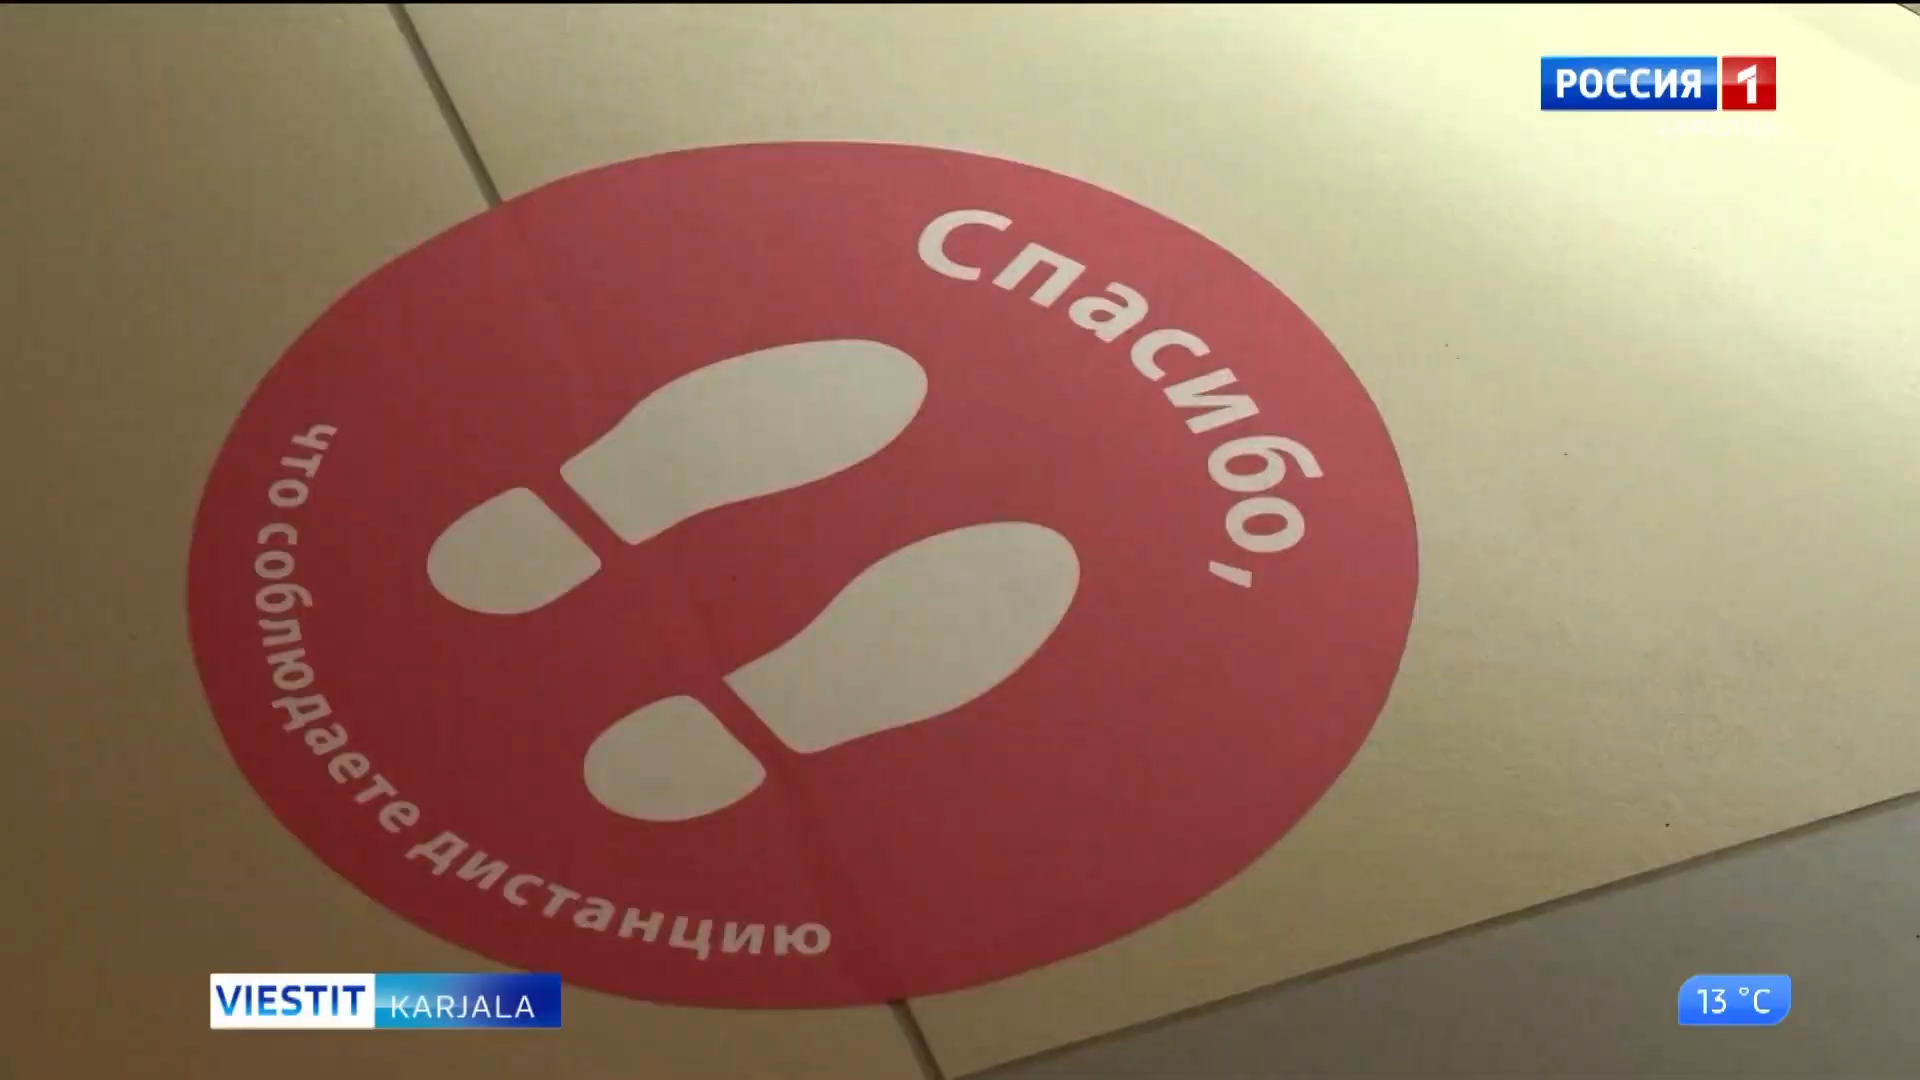 РОССИЯ 1
Спасибо,
что соблюдаете дистанцию
VIESTIT KARJALA
13 °C